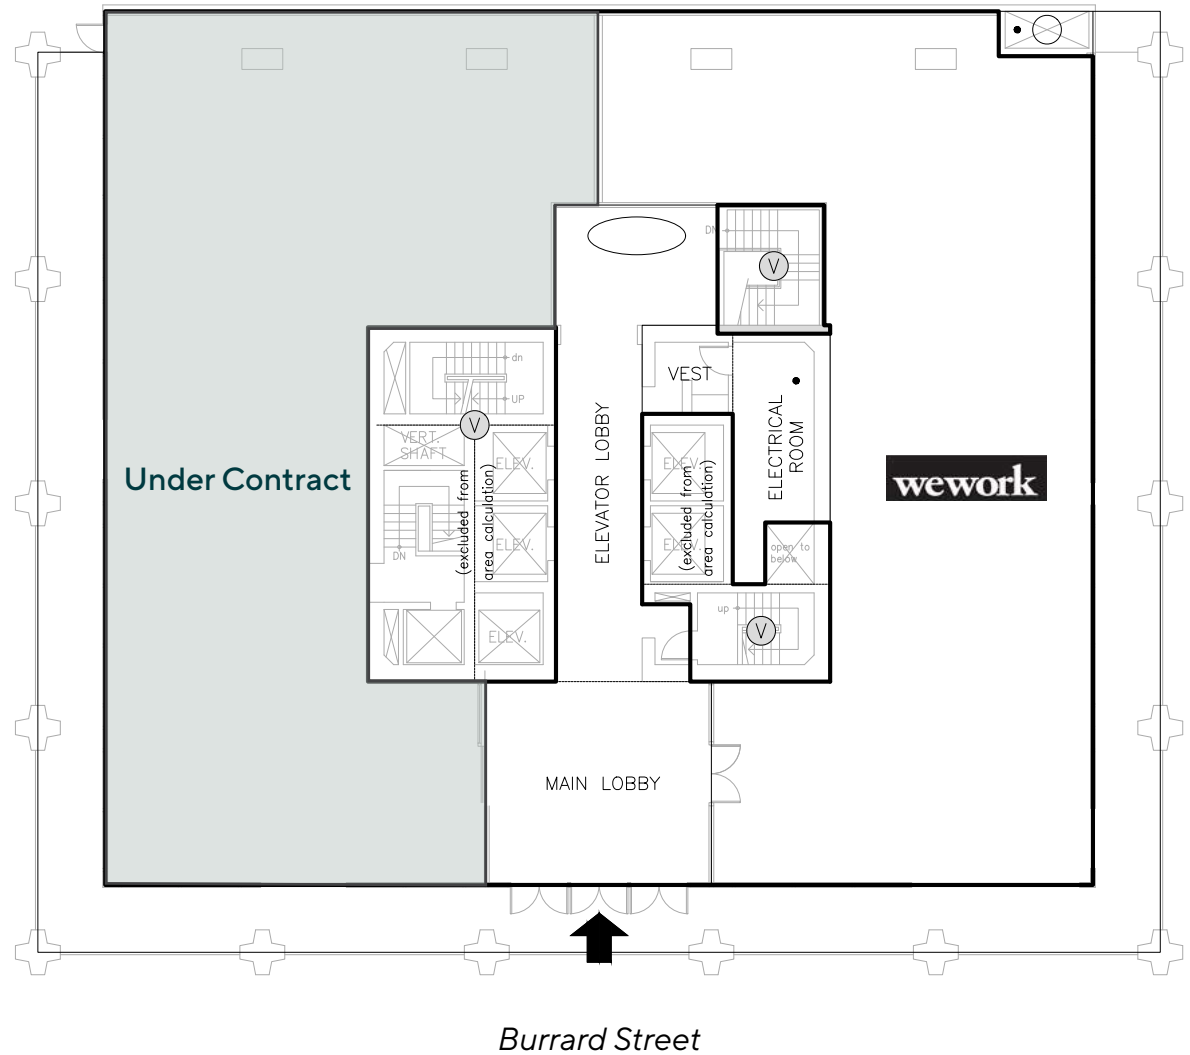 DN
V
dn
UP
V
VEST
VERT.
SHAFT
ELEV.
ELEV.
DN
ELEV.
(excluded from
area calculation)
ELEVATOR LOBBY
ELEV.
ELEV.
(excluded from
area calculation)
ELECTRICAL
ROOM
open to
below
up
V
Under Contract
wework
MAIN LOBBY
Burrard Street